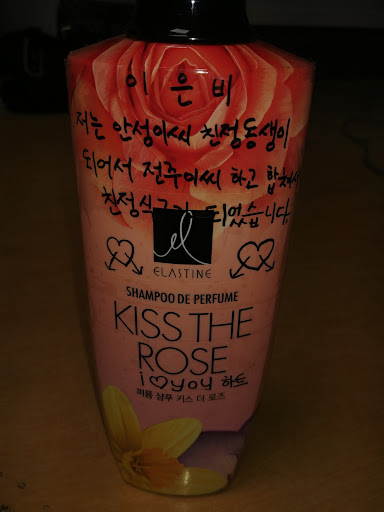 이 은 비
저는 안성이씨 친정동생이
되어서 전주이씨 하고 합쳐서
친정식구가 되었습니다.
el
ELASTINE
SHAMPOO DE PERFUME
KISS THE
ROSE
i♡you 하트
퍼퓸 샴푸 키스 더 로즈